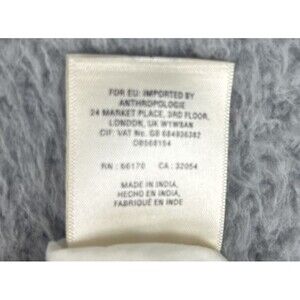 FOR EU: IMPORTED BY
ANTHROPOLOGIE
24 MARKET PLACE, 3RD FLOOR,
LONDON, UK W1W8AN
CIF: VAT No. GB 684936382
08568154
RN : 66170 CA : 32054
MADE IN INDIA,
HECHO EN INDIA,
FABRIQUÉ EN INDE